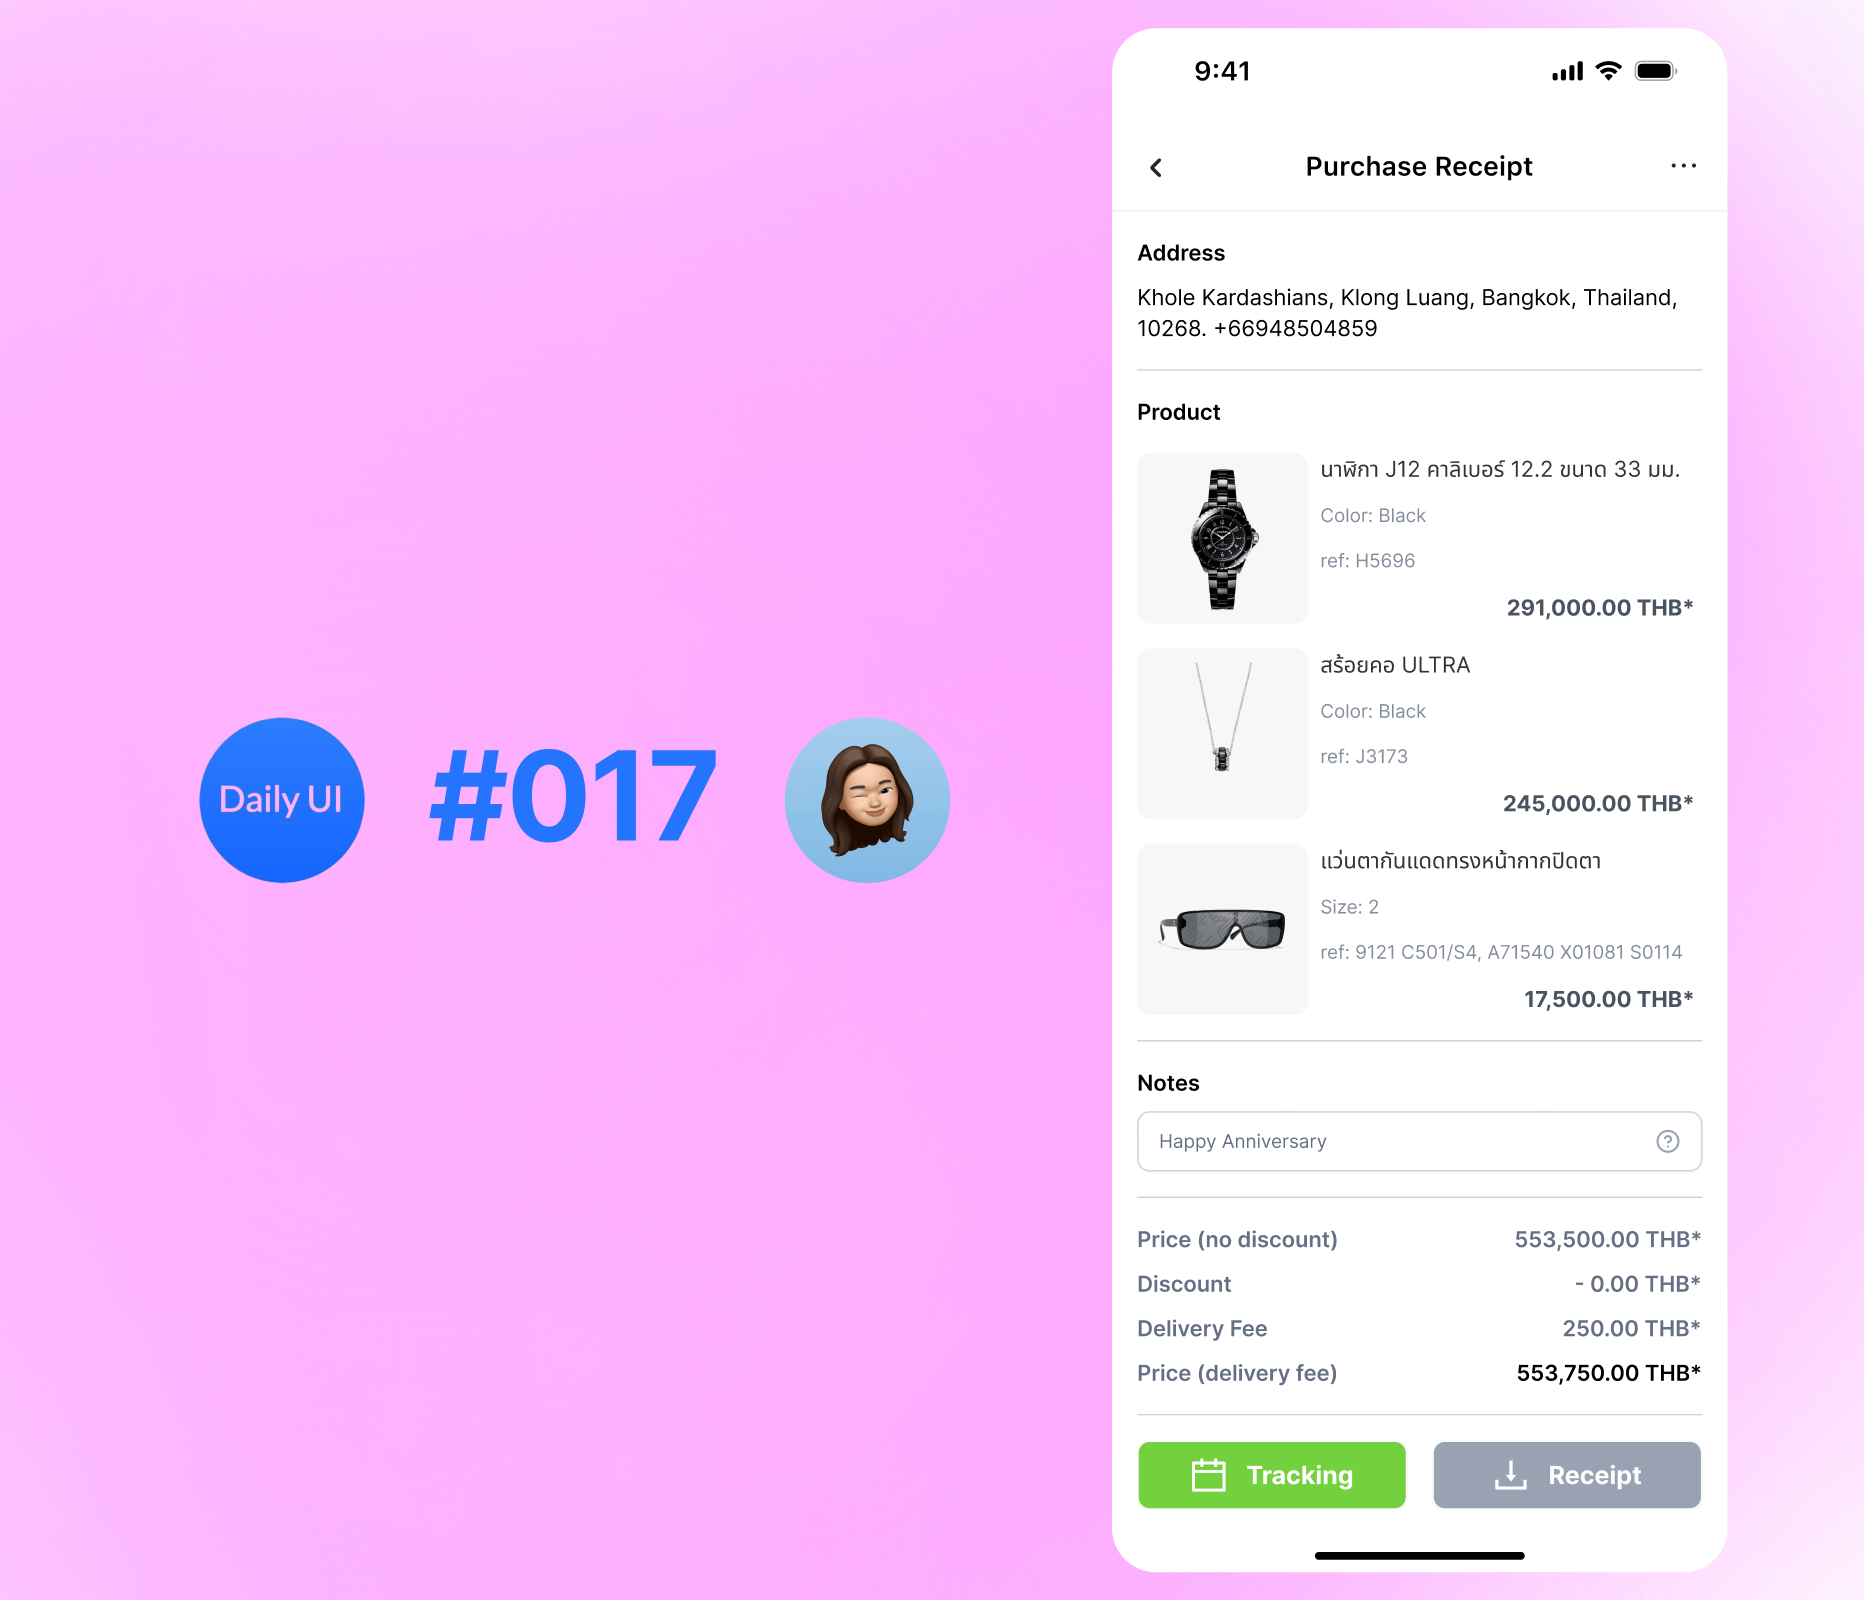 Daily UI
#017
9:41
Purchase Receipt
Address
Khole Kardashians, Klong Luang, Bangkok, Thailand,
10268. +66948504859
Product
นาฬิกา J12 คาลิเบอร์ 12.2 ขนาด 33 มม.
Color: Black
ref: H5696
291,000.00 THB*
สร้อยคอ ULTRA
Color: Black
ref: J3173
245,000.00 THB*
แว่นตากันแดดทรงหน้ากากปิดตา
Size: 2
ref: 9121 C501/S4, A71540 X01081 S0114
17,500.00 THB*
Notes
Happy Anniversary
Price (no discount) 553,500.00 THB*
Discount - 0.00 THB*
Delivery Fee 250.00 THB*
Price (delivery fee) 553,750.00 THB*
Tracking Receipt